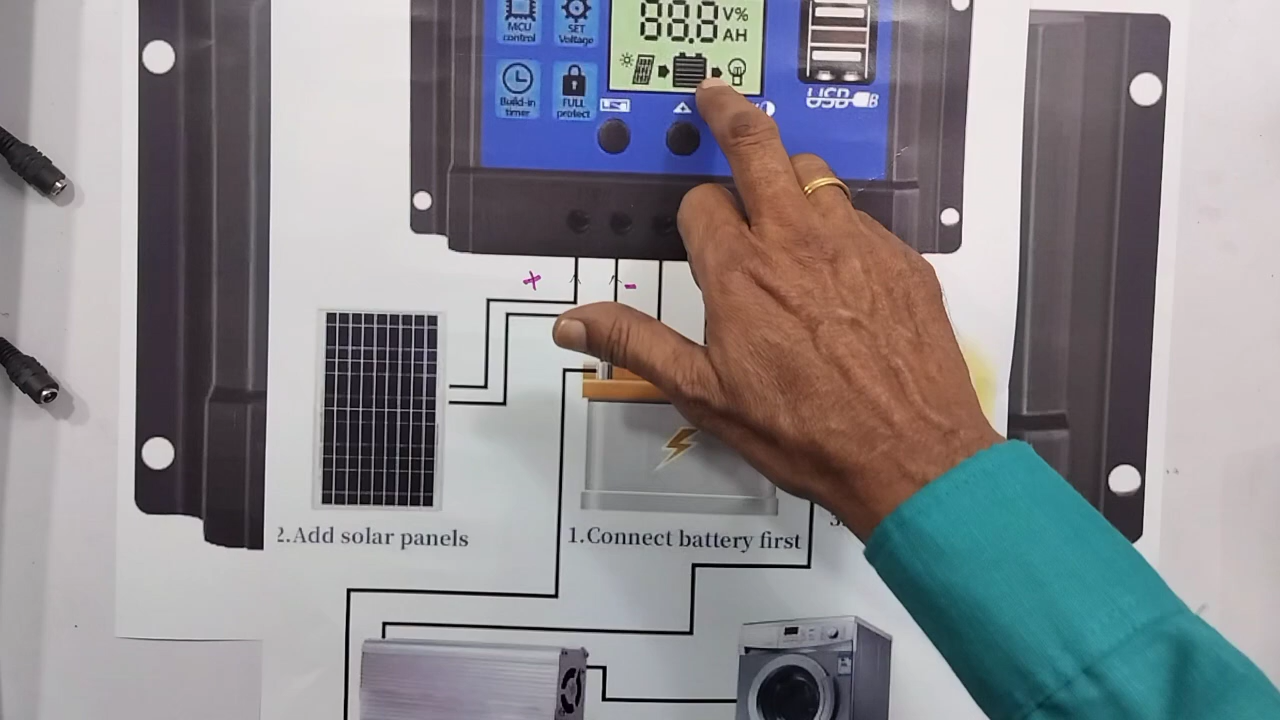 88.8 V%
AH
MCU
control
SET
Voltage
Build-in
timer
FULL
protect
USB
+
-
2.Add solar panels
1.Connect battery first
3.